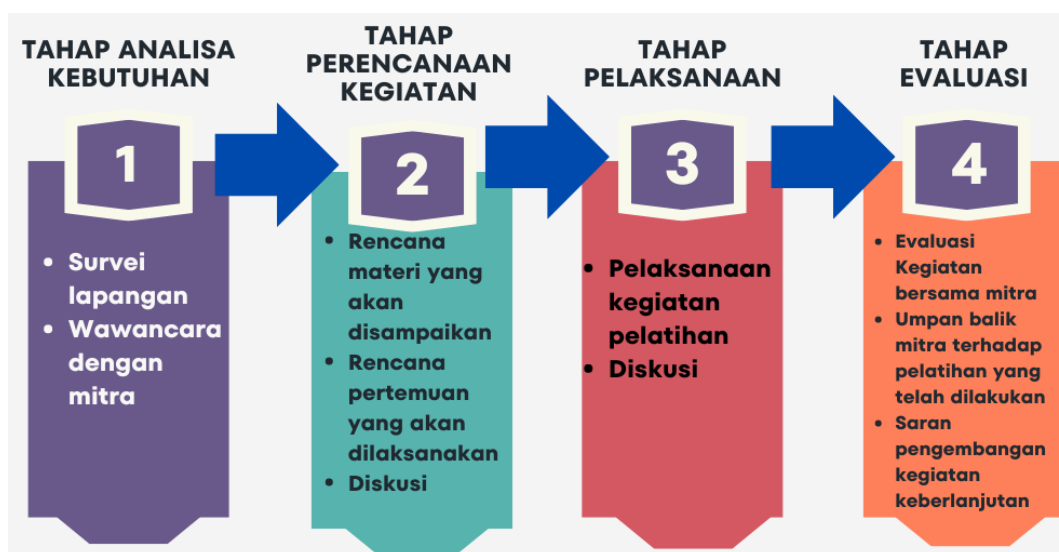 TAHAP ANALISA
KEBUTUHAN
1
• Survei
lapangan
• Wawancara
dengan
mitra
TAHAP
PERENCANAAN
KEGIATAN
2
• Rencana
materi yang
akan
disampaikan
• Rencana
pertemuan
yang akan
dilaksanakan
• Diskusi
TAHAP
PELAKSANAAN
3
• Pelaksanaan
kegiatan
pelatihan
• Diskusi
TAHAP
EVALUASI
4
• Evaluasi
Kegiatan
bersama mitra
• Umpan balik
mitra terhadap
pelatihan yang
telah dilakukan
• Saran
pengembangan
kegiatan
keberlanjutan